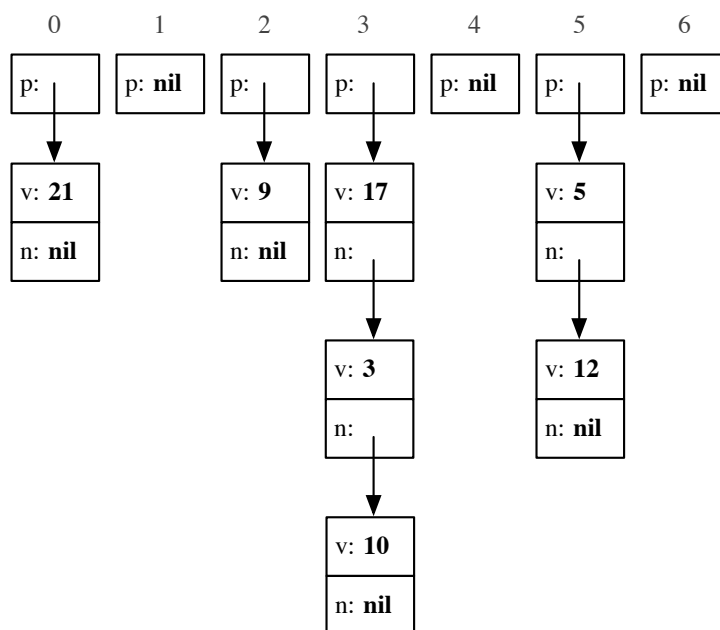 0 1 2 3 4 5 6
p: p: nil p: p: p: nil p: p: nil
v: 21 v: 9 v: 17 v: 5
n: nil n: nil n: n:
v: 3 v: 12
n: n: nil
v: 10
n: nil